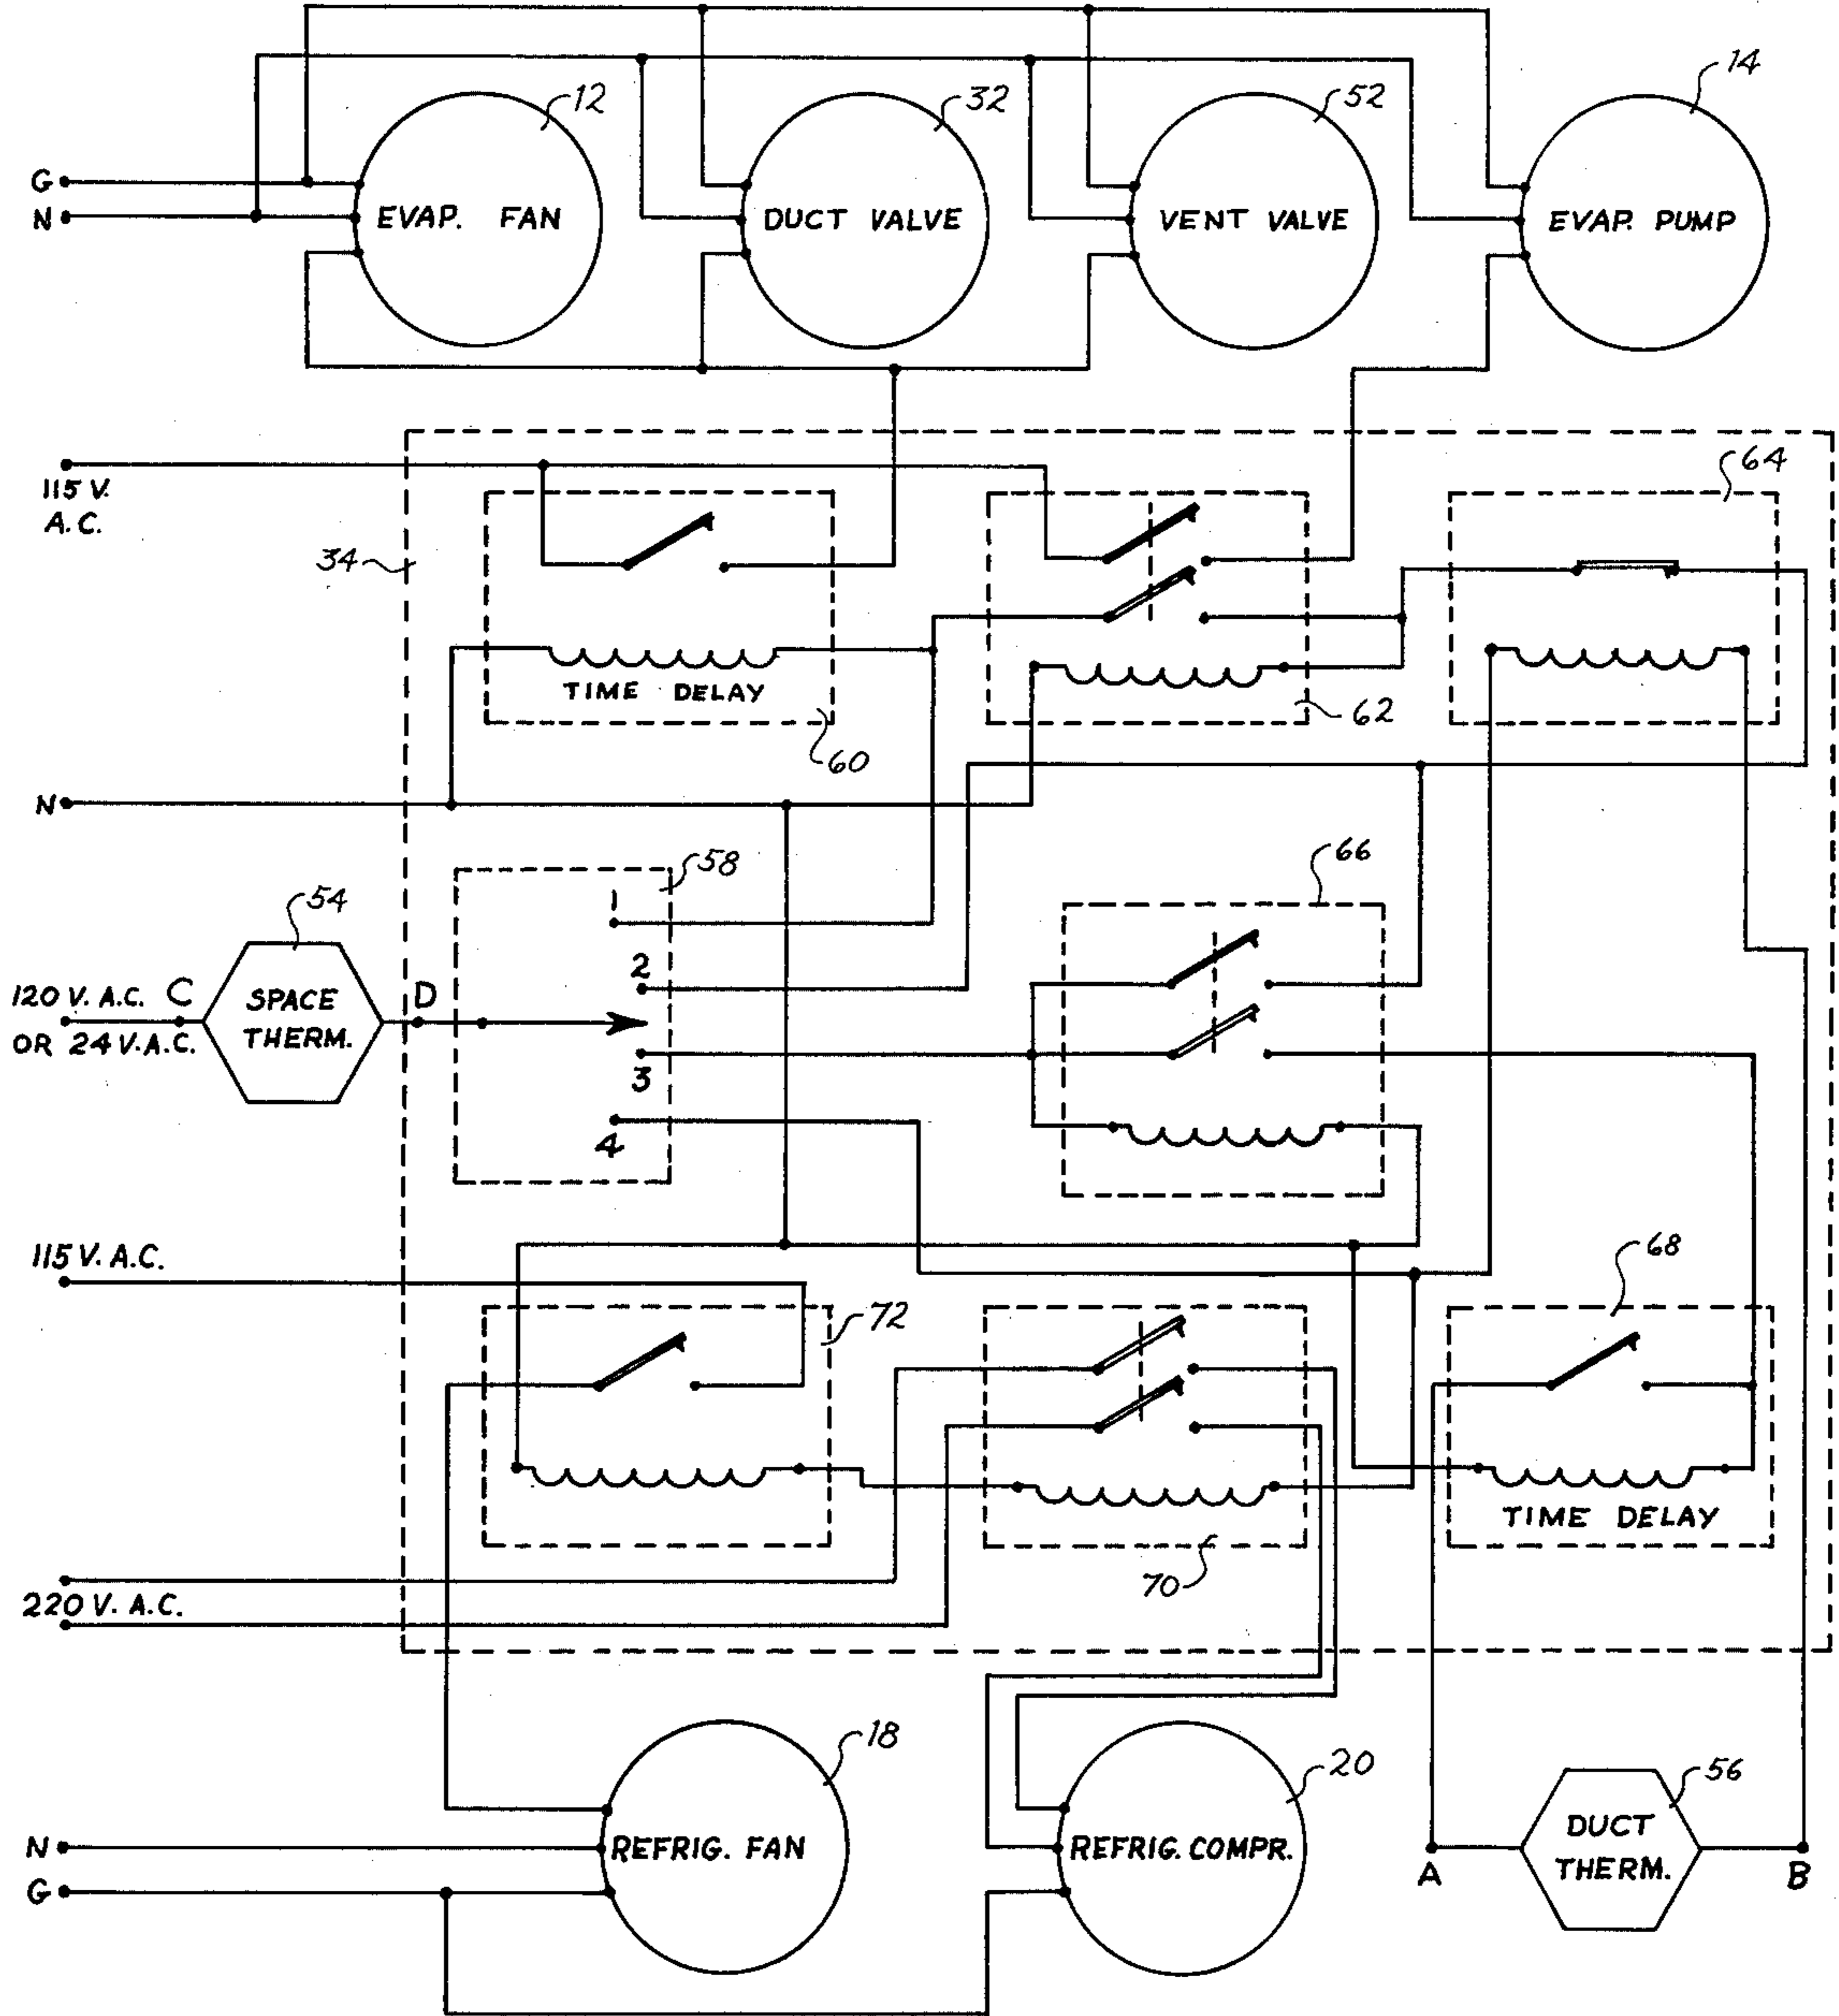 12
32
52
14
G
N
EVAP. FAN
DUCT VALVE
VENT VALVE
EVAP. PUMP
115 V.
A.C.
34
64
TIME DELAY
60
62
N
58
66
54
1
2
120 V. A.C.
C
SPACE
THERM.
D
OR 24 V.A.C.
3
4
115 V. A.C.
68
72
TIME DELAY
70
220 V. A.C.
18
20
56
N
REFRIG. FAN
REFRIG. COMPR.
DUCT
THERM.
A
B
G